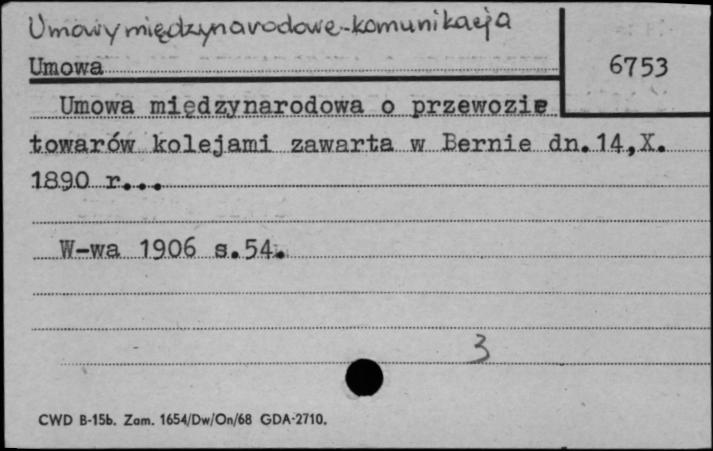 Umowy międzynarodowe-komunikacja
Umowa
6753
Umowa międzynarodowa o przewozie
towarów kolejami zawarta w Bernie dn.14,X.
1890 r...
W-wa 1906 s.54.
3
CWD B-15b. Zam. 1654/Dw/On/68 GDA-2710.